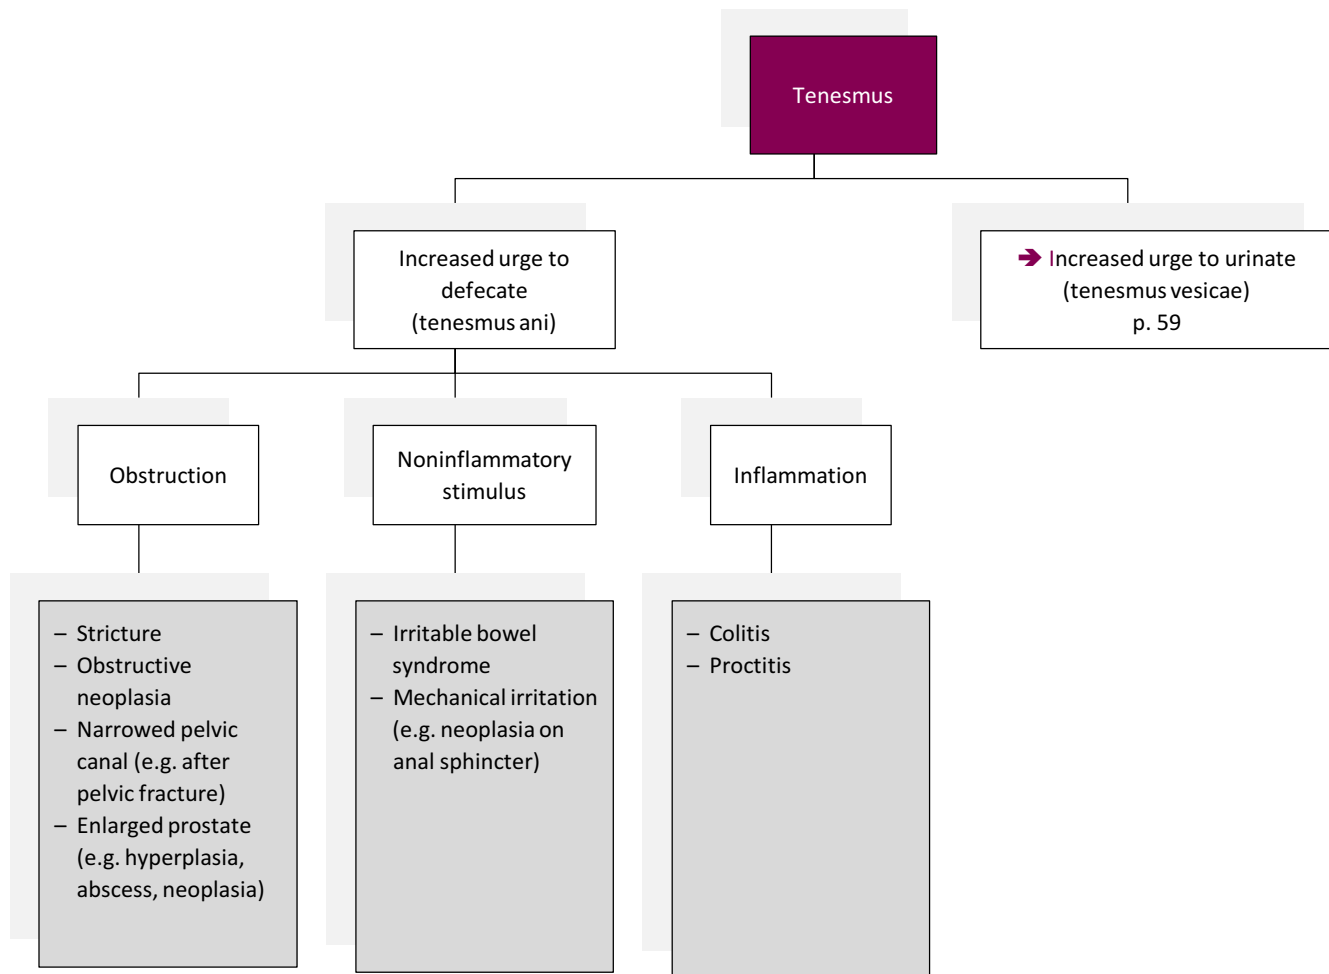 Tenesmus
Increased urge to
defecate
(tenesmus ani)
➔ Increased urge to urinate
(tenesmus vesicae)
p. 59
Obstruction
Noninflammatory
stimulus
Inflammation
– Stricture
– Obstructive
neoplasia
– Narrowed pelvic
canal (e.g. after
pelvic fracture)
– Enlarged prostate
(e.g. hyperplasia,
abscess, neoplasia)
– Irritable bowel
syndrome
– Mechanical irritation
(e.g. neoplasia on
anal sphincter)
– Colitis
– Proctitis